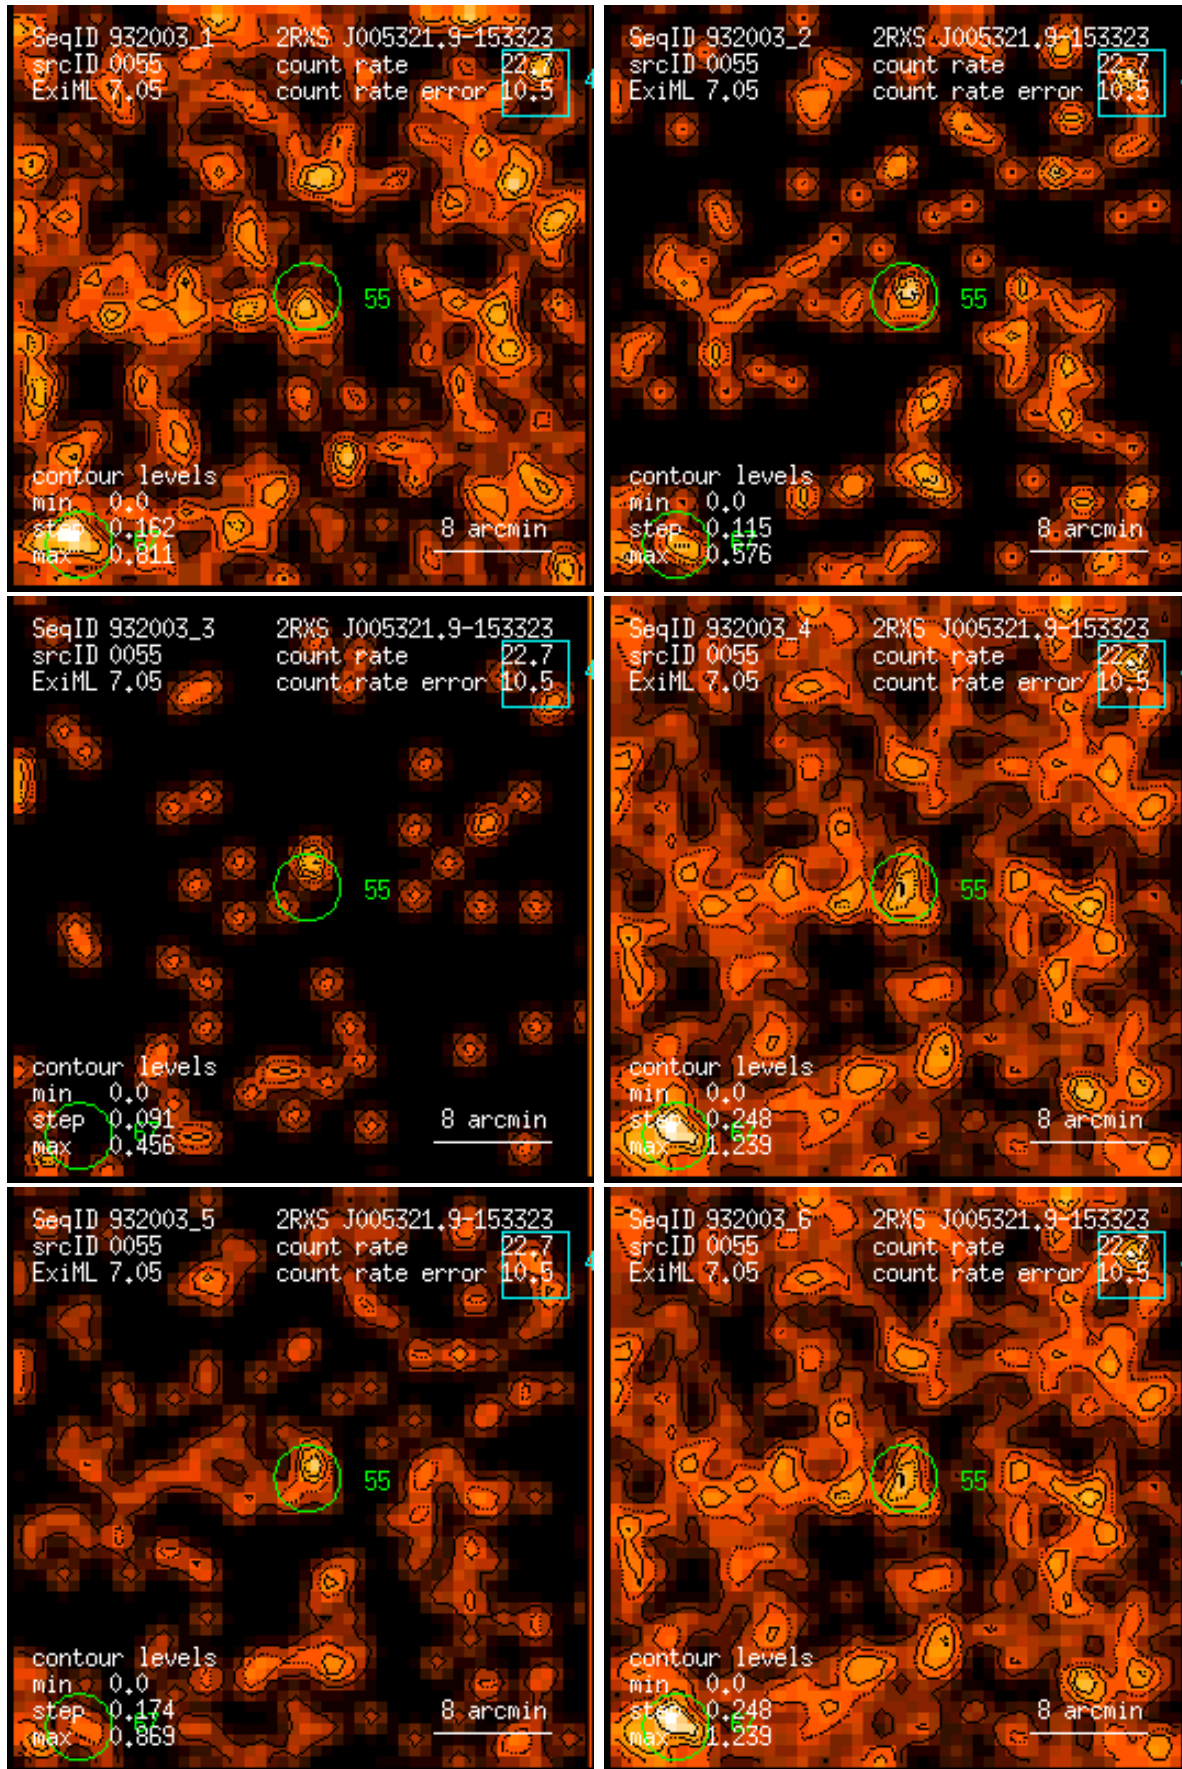 SeqID 932003_1 2RXS J005321.9-153323
srcID 0055 count rate 22.7
ExiML 7.05 count rate error 10.5
4
55
contour levels
min 0.0
step 0.162
max 0.811
67
8 arcmin
SeqID 932003_2 2RXS J005321.9-153323
srcID 0055 count rate 22.7
ExiML 7.05 count rate error 10.5
55
contour levels
min 0.0
step 0.115
max 0.576
67
8 arcmin
SeqID 932003_3 2RXS J005321.9-153323
srcID 0055 count rate 22.7
ExiML 7.05 count rate error 10.5
4
55
contour levels
min 0.0
step 0.091
max 0.456
67
8 arcmin
SeqID 932003_4 2RXS J005321.9-153323
srcID 0055 count rate 22.7
ExiML 7.05 count rate error 10.5
55
contour levels
min 0.0
step 0.248
max 1.239
67
8 arcmin
SeqID 932003_5 2RXS J005321.9-153323
srcID 0055 count rate 22.7
ExiML 7.05 count rate error 10.5
4
55
contour levels
min 0.0
step 0.174
max 0.869
67
8 arcmin
SeqID 932003_6 2RXS J005321.9-153323
srcID 0055 count rate 22.7
ExiML 7.05 count rate error 10.5
55
contour levels
min 0.0
step 0.248
max 1.239
67
8 arcmin